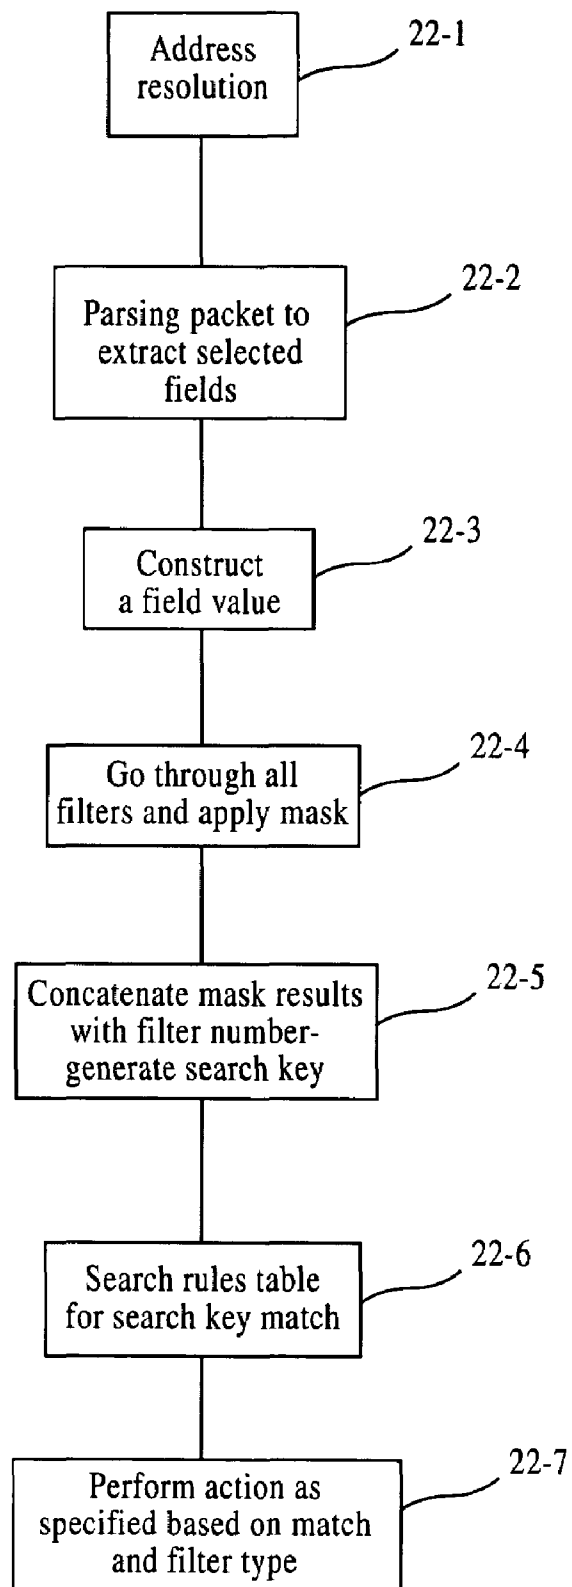 Address
resolution
22-1
Parsing packet to
extract selected
fields
22-2
Construct
a field value
22-3
Go through all
filters and apply mask
22-4
Concatenate mask results
with filter number-
generate search key
22-5
Search rules table
for search key match
22-6
Perform action as
specified based on match
and filter type
22-7